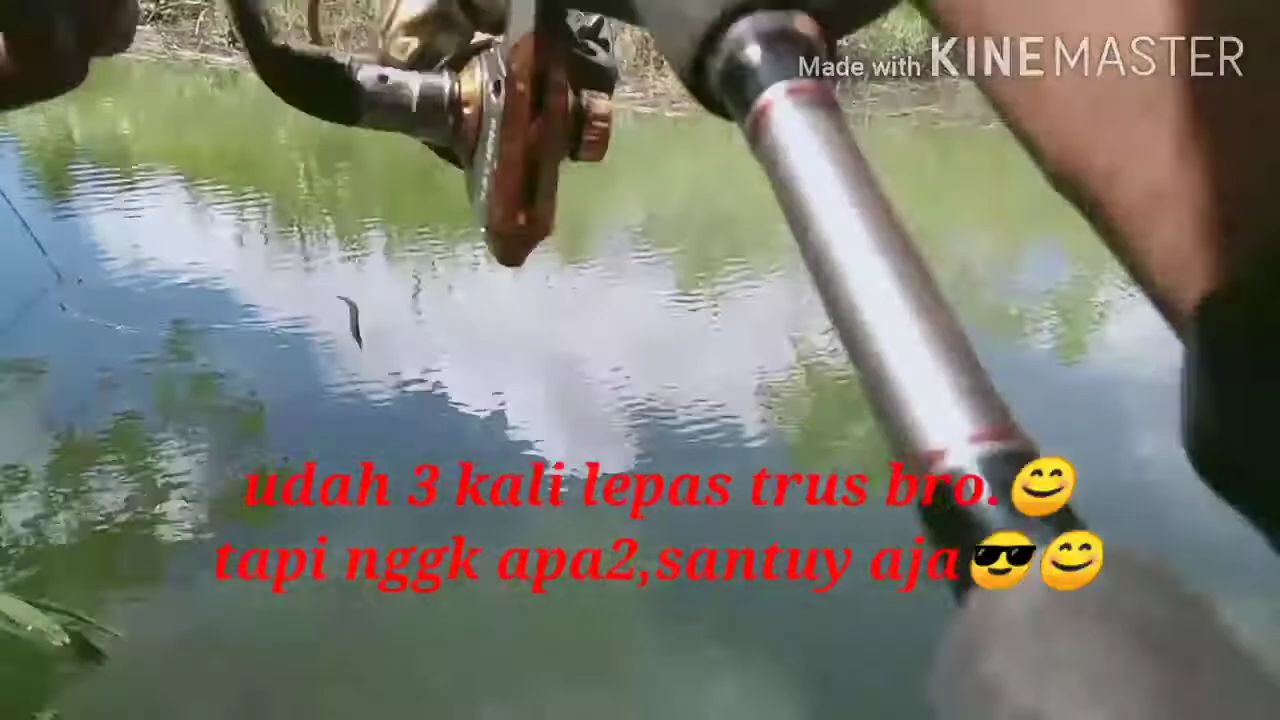 Made with KINEMASTER
udah 3 kali lepas trus bro.😊
tapi nggk apa2,santuy aja😎😊